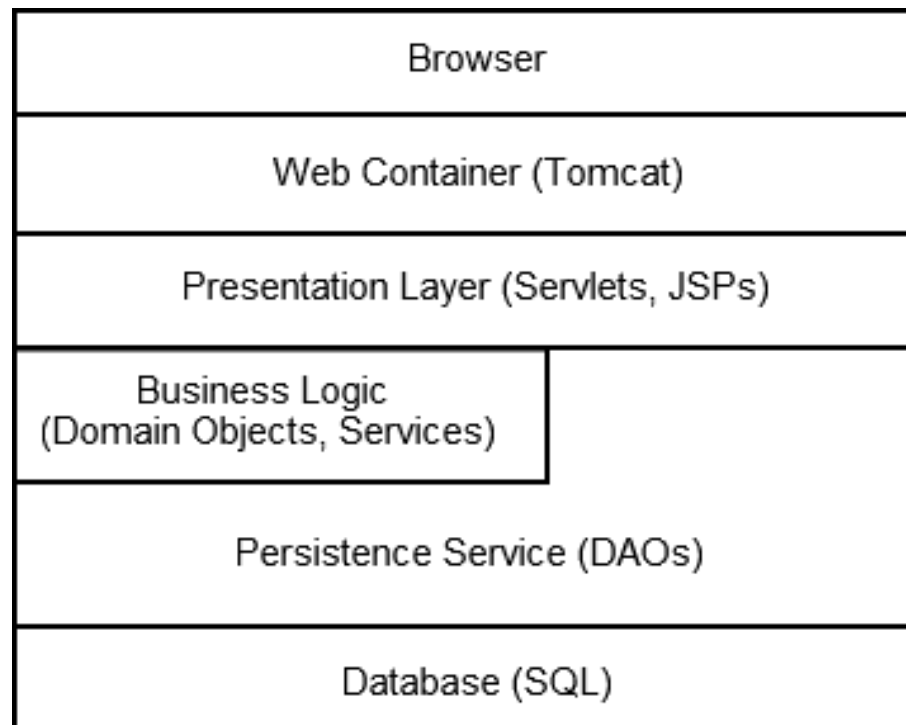 Browser
Web Container (Tomcat)
Presentation Layer (Servlets, JSPs)
Business Logic
(Domain Objects, Services)
Persistence Service (DAOs)
Database (SQL)